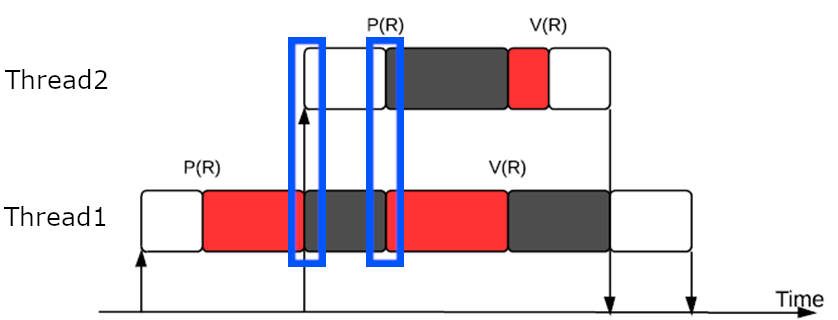 P(R) V(R)
Thread2
P(R) V(R)
Thread1
Time